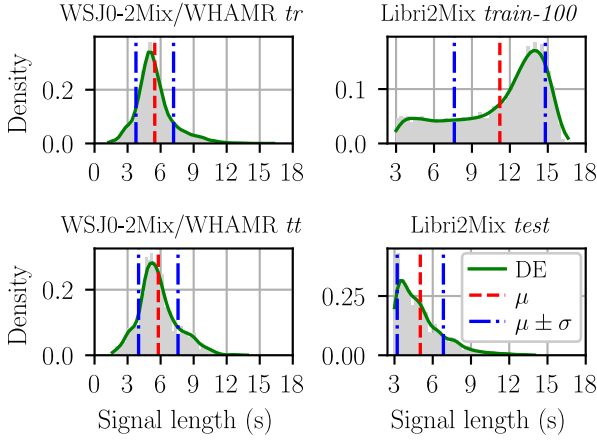 WSJ0-2Mix/WHAMR tr
Libri2Mix train-100
Density
0.2
0.0
0 3 6 9 12 15 18
0.1
0.0
3 6 9 12 15 18
WSJ0-2Mix/WHAMR tt
Libri2Mix test
Density
0.2
0.0
0 3 6 9 12 15 18
Signal length (s)
0.25
0.00
3 6 9 12 15 18
Signal length (s)
DE
μ
μ ± σ